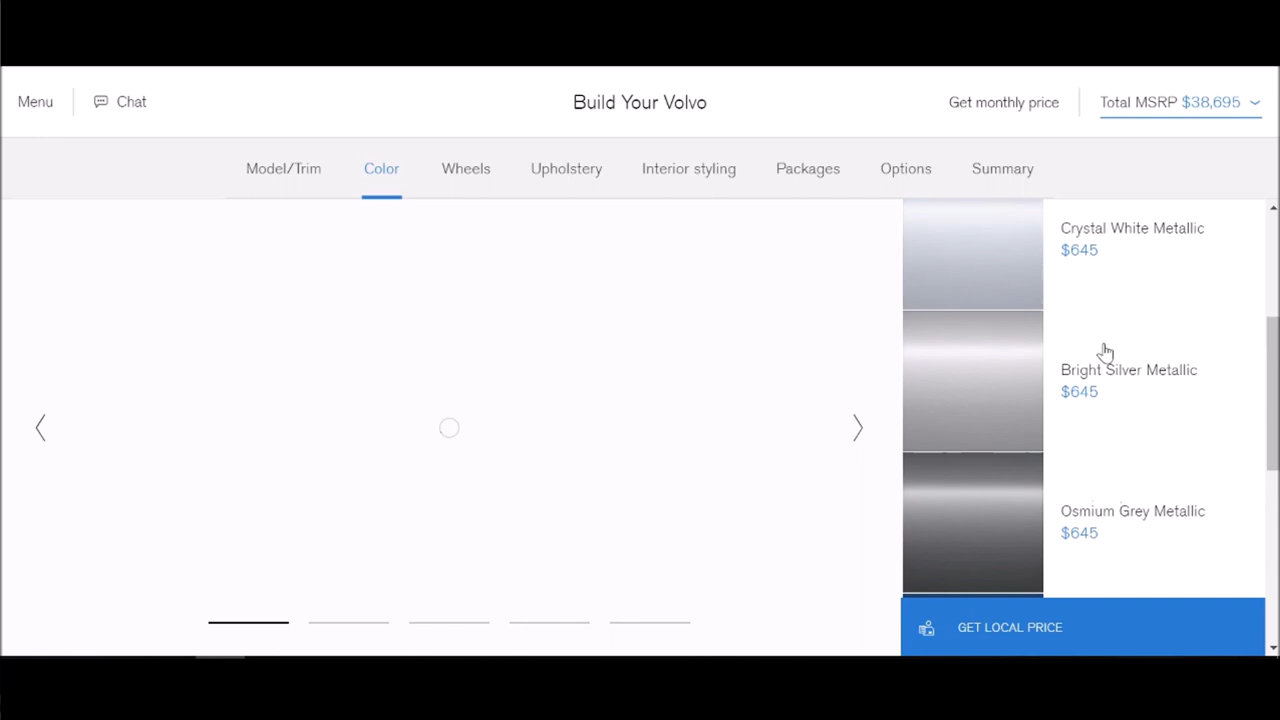 Menu
Chat
Build Your Volvo
Get monthly price
Total MSRP $38,695
Model/Trim
Color
Wheels
Upholstery
Interior styling
Packages
Options
Summary
Crystal White Metallic
$645
Bright Silver Metallic
$645
Osmium Grey Metallic
$645
GET LOCAL PRICE